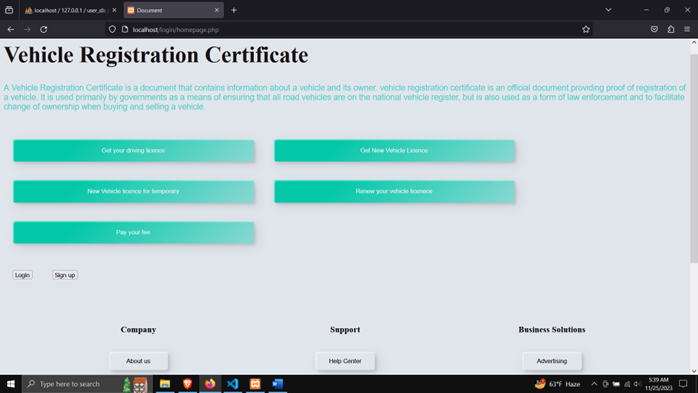 localhost / 127.0.0.1 / user_db
Document
localhost/login/homepage.php
Vehicle Registration Certificate
A Vehicle Registration Certificate is a document that contains information about a vehicle and its owner. vehicle registration certificate is an official document providing proof of registration of
a vehicle. It is used primarily by governments as a means of ensuring that all road vehicles are on the national vehicle register, but is also used as a form of law enforcement and to facilitate
change of ownership when buying and selling a vehicle.
Get your driving licence
Get New Vehicle Licence
New Vehicle licence for temporary
Renew your vehicle licenece
Pay your fee
Login
Sign up
Company
Support
Business Solutions
About us
Help Center
Advertising
Type here to search
63°F Haze
5:39 AM
11/25/2023